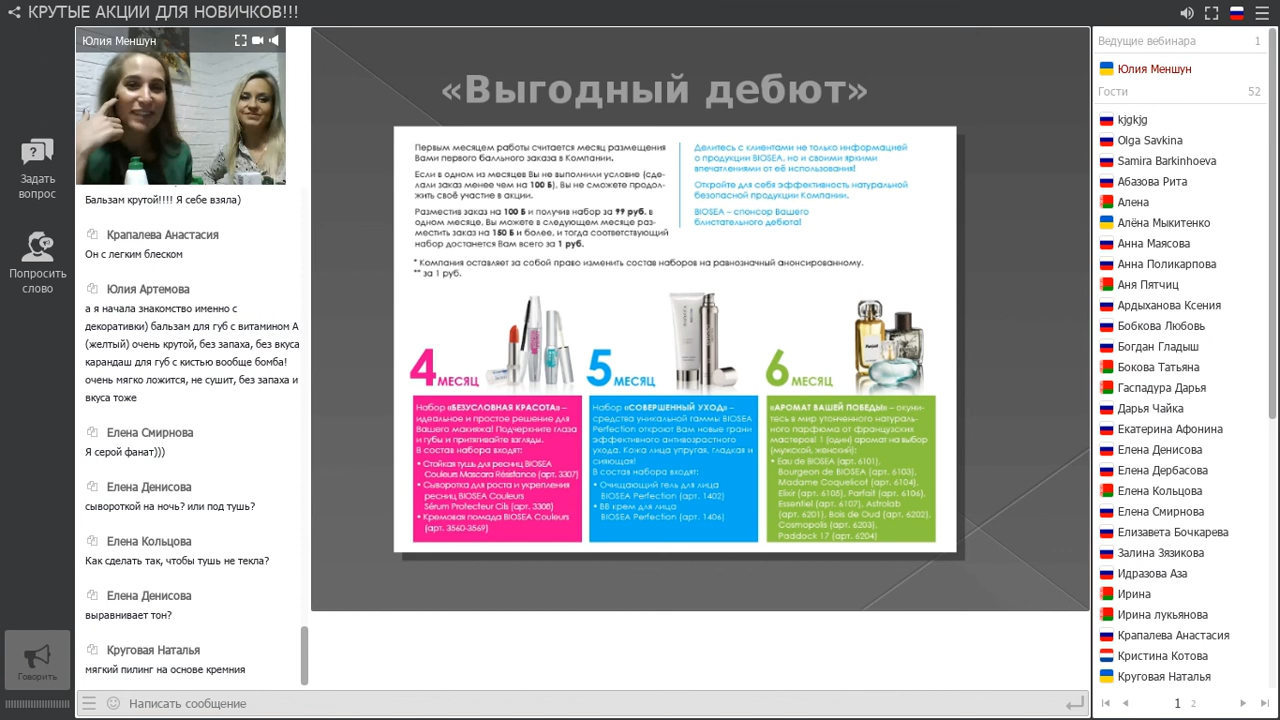 КРУТЫЕ АКЦИИ ДЛЯ НОВИЧКОВ!!!
Юлия Меншун
Задать
вопрос
Попросить
слово
Говорить
Бальзам крутой!!!! Я себе взяла)
Крапалева Анастасия
Он с легким блеском
Юлия Артемова
а я начала знакомство именно с
декоративки) бальзам для губ с витамином А
(желтый) очень крутой, без запаха, без вкуса
карандаш для губ с кистью вообще бомба!
очень мягко ложится, не сушит, без запаха и
вкуса тоже
Елена Смирнова
Я серой фанат)))
Елена Денисова
сывороткой на ночь? или под тушь?
Елена Кольцова
Как сделать так, чтобы тушь не текла?
Елена Денисова
выравнивает тон?
Круговая Наталья
мягкий пилинг на основе кремния
Написать сообщение
«Выгодный дебют»
Первым месяцем работы считается месяц размещения
Вами первого балльного заказа в Компании.
Если в одном из месяцев Вы не выполнили условие (сде-
лали заказ менее чем на 100 Б), Вы не сможете продол-
жить своё участие в акции.
Разместив заказ на 100 Б и получив набор за 99 руб. в
одном месяце, Вы можете в следующем месяце раз-
местить заказ на 150 Б и более, и тогда соответствующий
набор достанется Вам всего за 1 руб.
Делитесь с клиентами не только информацией
о продукции BIOSEA, но и своими яркими
впечатлениями от её использования!
Откройте для себя эффективность натуральной
безопасной продукции Компании.
BIOSEA – спонсор Вашего
блистательного дебюта!
* Компания оставляет за собой право изменить состав наборов на равнозначный анонсированному.
** за 1 руб.
4 МЕСЯЦ
Набор «БЕЗУСЛОВНАЯ КРАСОТА» –
идеальное и простое решение для
Вашего макияжа! Подчеркните глаза
и губы и притягивайте взгляды.
В состав набора входят:
• Стойкая тушь для ресниц BIOSEA
Couleurs Mascara Résistance (арт. 3307)
• Сыворотка для роста и укрепления
ресниц BIOSEA Couleurs
Sérum Protecteur Cils (арт. 3308)
• Кремовая помада BIOSEA Couleurs
(арт. 3560-3569)
5 МЕСЯЦ
Набор «СОВЕРШЕННЫЙ УХОД» –
средства уникальной гаммы BIOSEA
Perfection откроют Вам новые грани
эффективного антивозрастного
ухода. Кожа лица упругая, гладкая и
сияющая!
В состав набора входят:
• Очищающий гель для лица
BIOSEA Perfection (арт. 1402)
• BB крем для лица
BIOSEA Perfection (арт. 1406)
6 МЕСЯЦ
«АРОМАТ ВАШЕЙ ПОБЕДЫ» – окуни-
тесь в мир утонченного натураль-
ного парфюма от французских
мастеров! 1 (один) аромат на выбор
(мужской, женский):
• Eau de BIOSEA (арт. 6101),
Bourgeon de BIOSEA (арт. 6103),
Madame Coquelicot (арт. 6104),
Elixir (арт. 6105), Parfait (арт. 6106),
Essentiel (арт. 6107), Astrolab
(арт. 6201), Bois de Oud (арт. 6202),
Cosmopolis (арт. 6203),
Paddock 17 (арт. 6204)
Ведущие вебинара 1
Юлия Меншун
Гости 52
kjgkjg
Olga Savkina
Samira Barkinhoeva
Абазова Рита
Алена
Алёна Мыкитенко
Анна Маясова
Анна Поликарпова
Аня Пятчиц
Ардыханова Ксения
Бобкова Любовь
Богдан Гладыш
Бокова Татьяна
Гаспадура Дарья
Дарья Чайка
Екатерина Афонина
Елена Денисова
Елена Дербасова
Елена Кольцова
Елена Смирнова
Елизавета Бочкарева
Залина Зязикова
Идразова Аза
Ирина
Ирина лукьянова
Крапалева Анастасия
Кристина Котова
Круговая Наталья
1 2